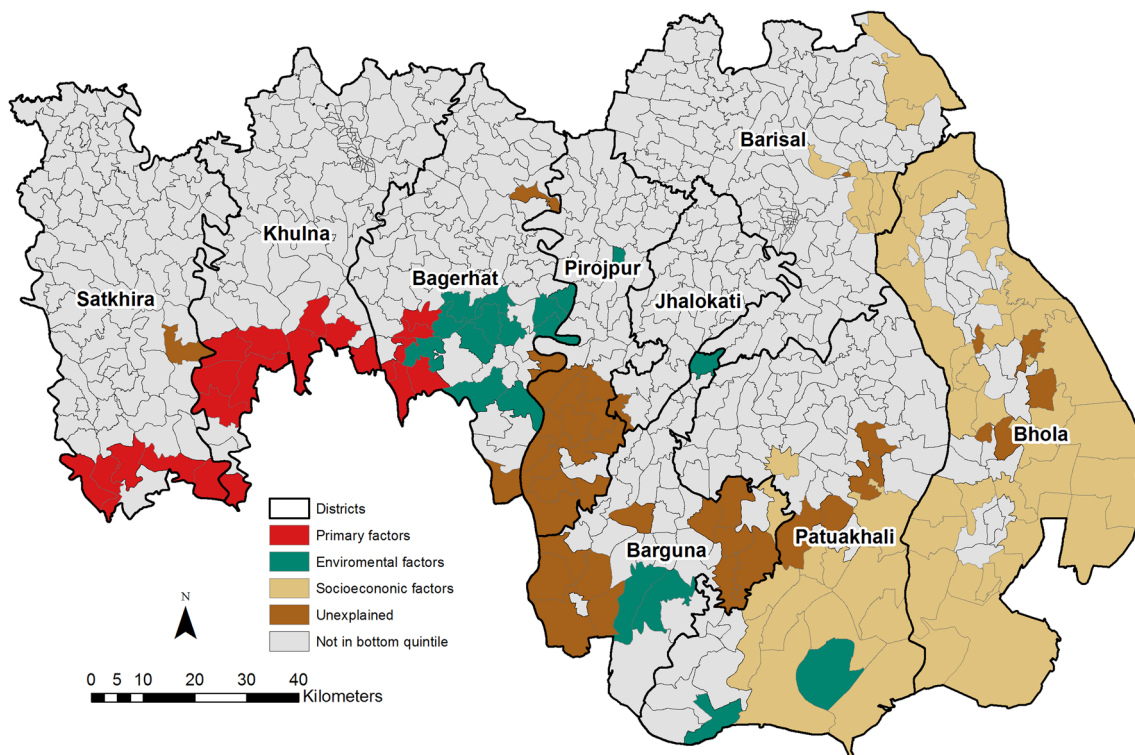 Barisal
Khulna
Bagerhat
Pirojpur
Satkhira
Jhalokati
Bhola
Districts
Primary factors
Enviromental factors
Socioeconomic factors
Unexplained
Not in bottom quintile
Barguna
Patuakhali
N
0 5 10 20 30 40
Kilometers